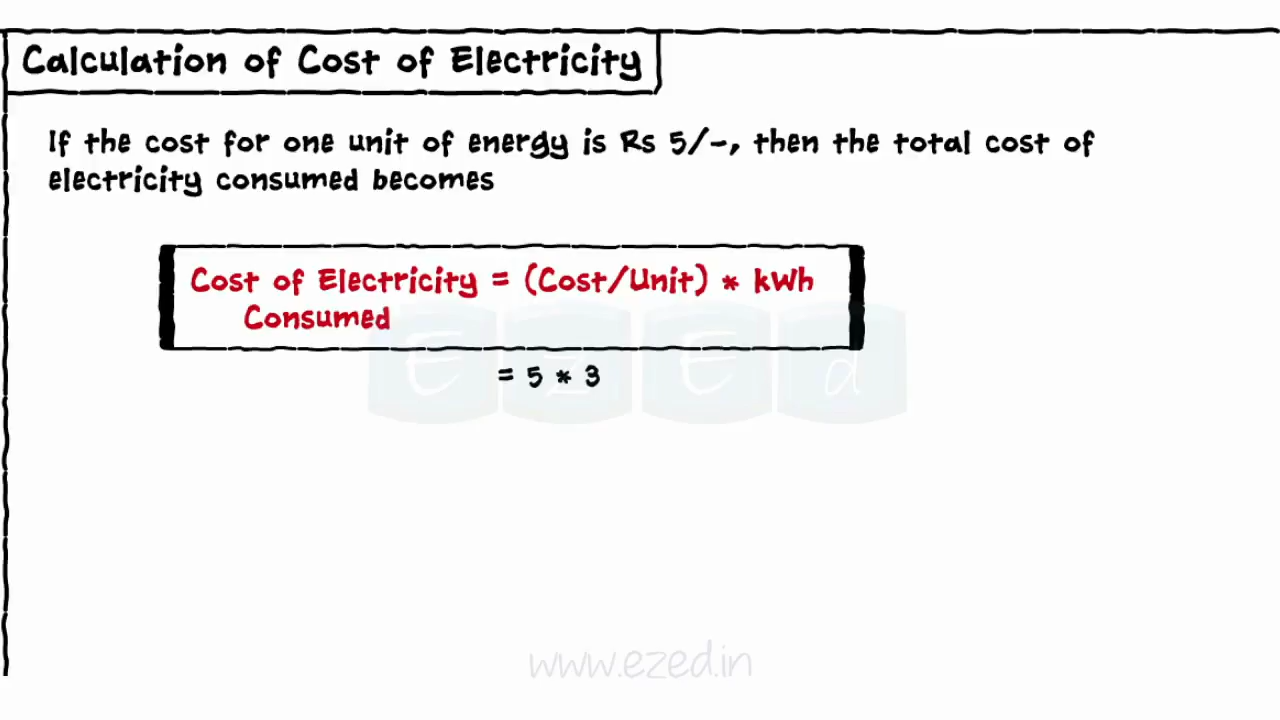 Calculation of Cost of Electricity
If the cost for one unit of energy is Rs 5/-, then the total cost of
electricity consumed becomes
Cost of Electricity = (Cost/Unit) * kWh
Consumed
= 5 * 3
E z E d
www.ezed.in